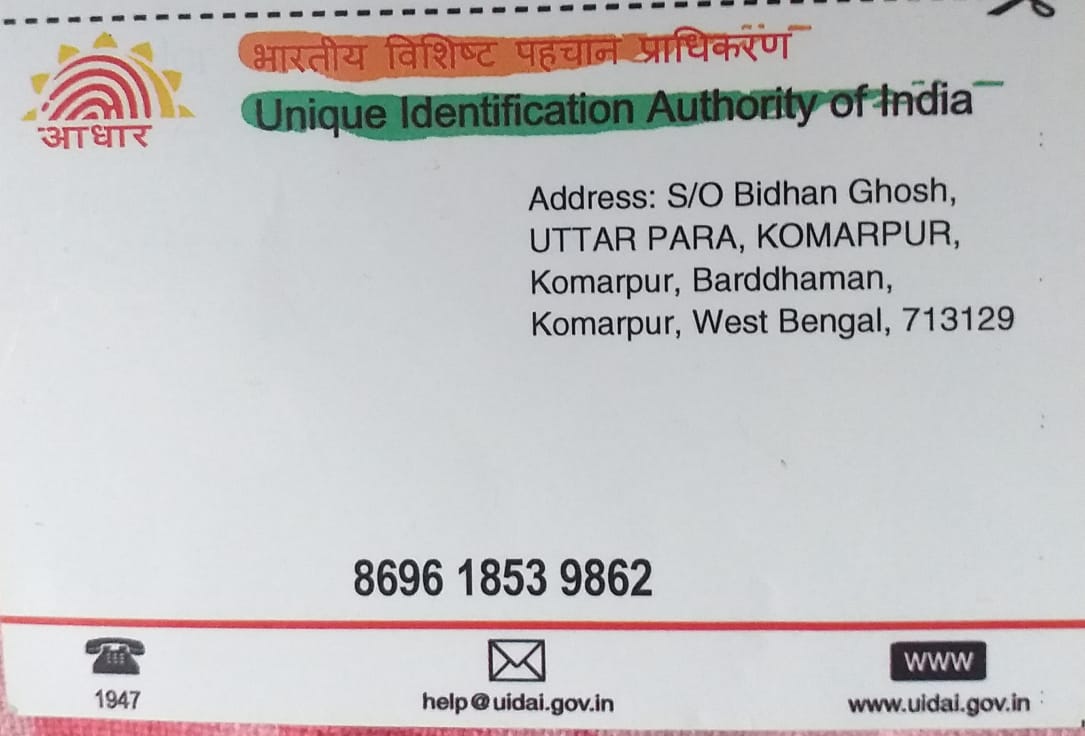 भारतीय विशिष्ट पहचान प्राधिकरण
Unique Identification Authority of India
आधार
Address: S/O Bidhan Ghosh,
UTTAR PARA, KOMARPUR,
Komarpur, Barddhaman,
Komarpur, West Bengal, 713129
8696 1853 9862
1947
help@uidai.gov.in
WWW
www.uidai.gov.in